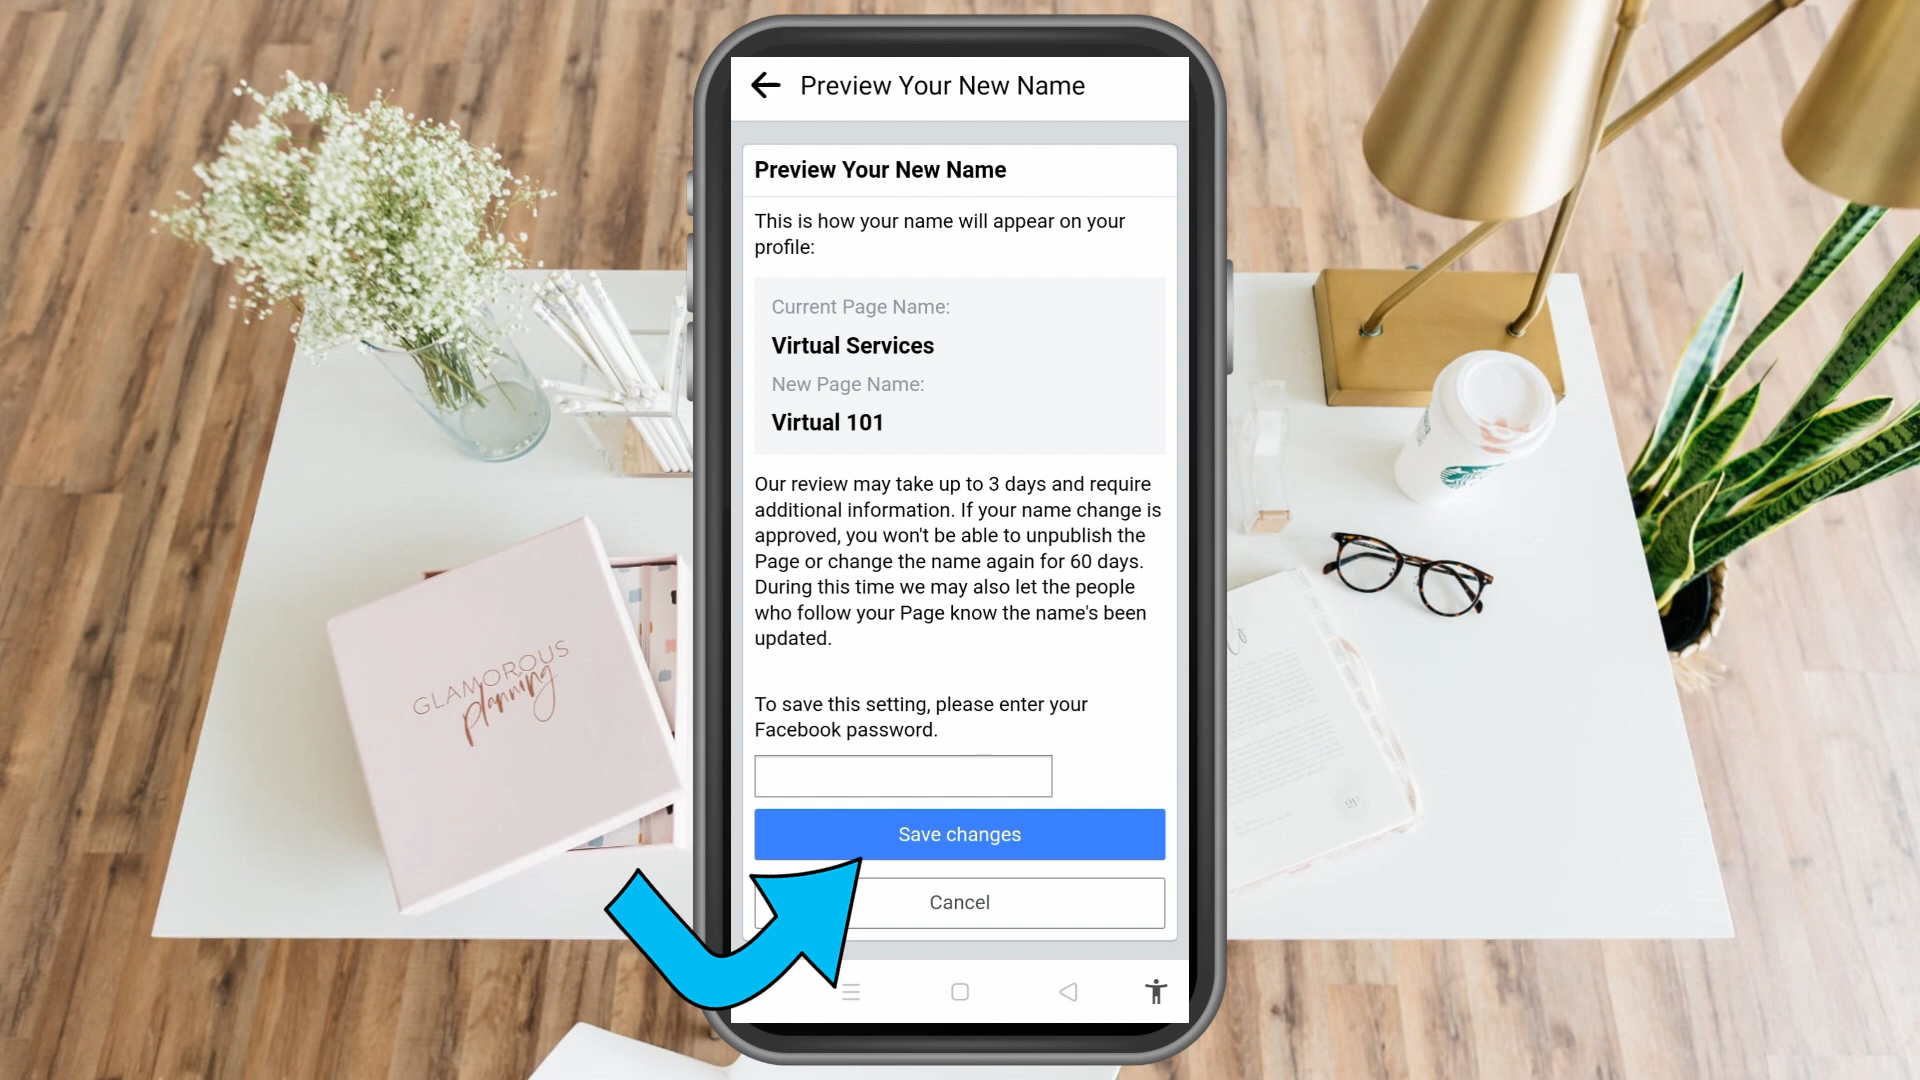 Preview Your New Name
Preview Your New Name
This is how your name will appear on your
profile:
Current Page Name:
Virtual Services
New Page Name:
Virtual 101
Our review may take up to 3 days and require
additional information. If your name change is
approved, you won't be able to unpublish the
Page or change the name again for 60 days.
During this time we may also let the people
who follow your Page know the name's been
updated.
To save this setting, please enter your
Facebook password.
Save changes
Cancel
GLAMOROUS
planning